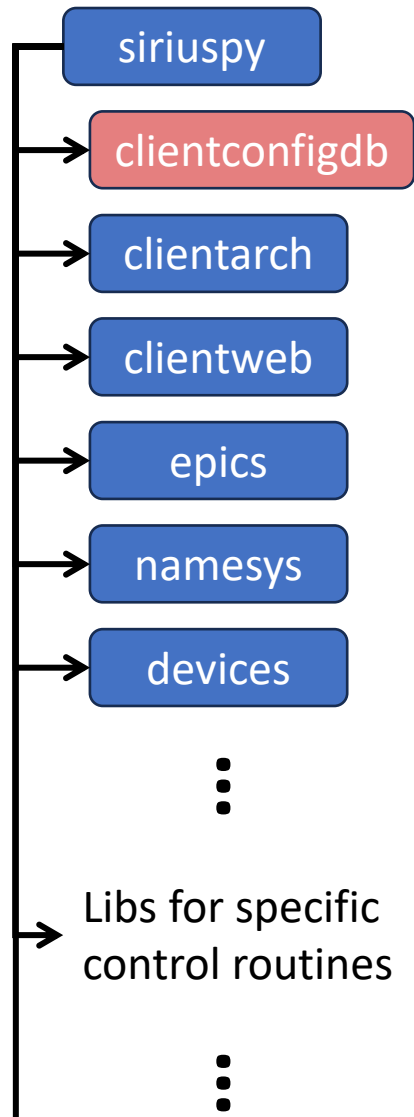 siriuspy
clientconfigdb
clientarch
clientweb
epics
namesys
devices
Libs for specific
control routines